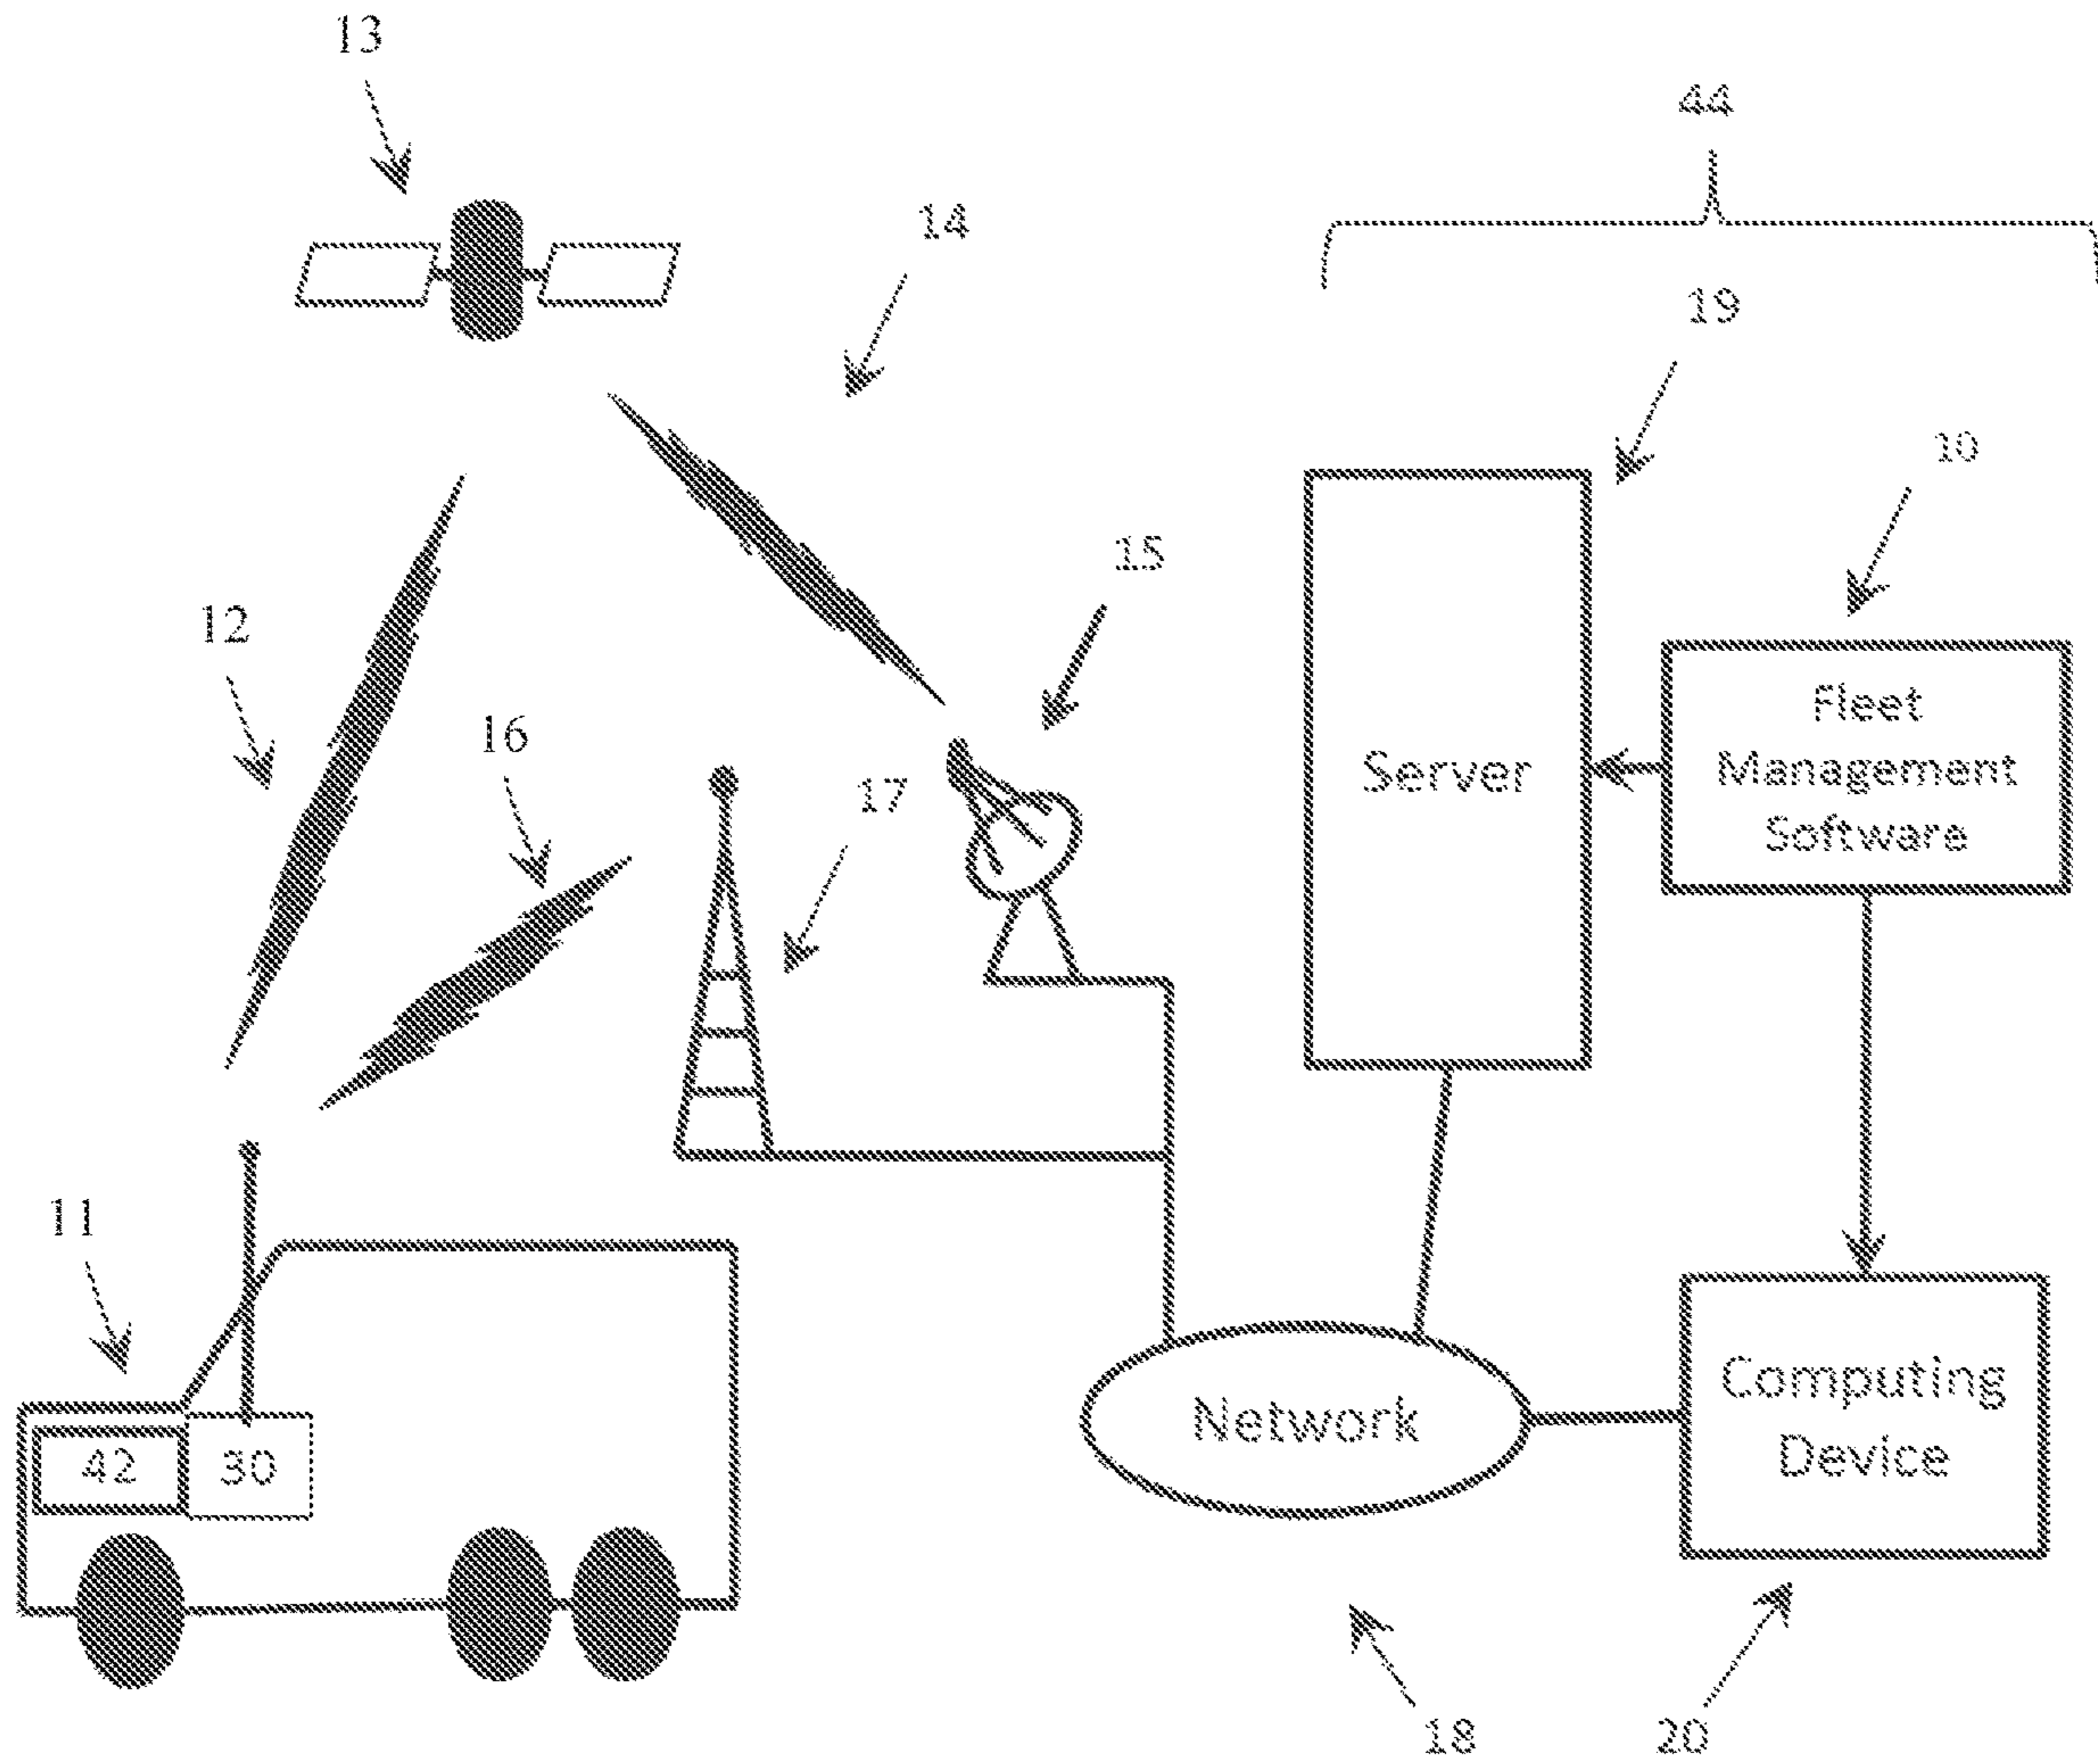 13
44
14
19
10
15
12
Fleet
Management
Software
16
17
Server
11
Computing
Device
Network
42
30
18
20